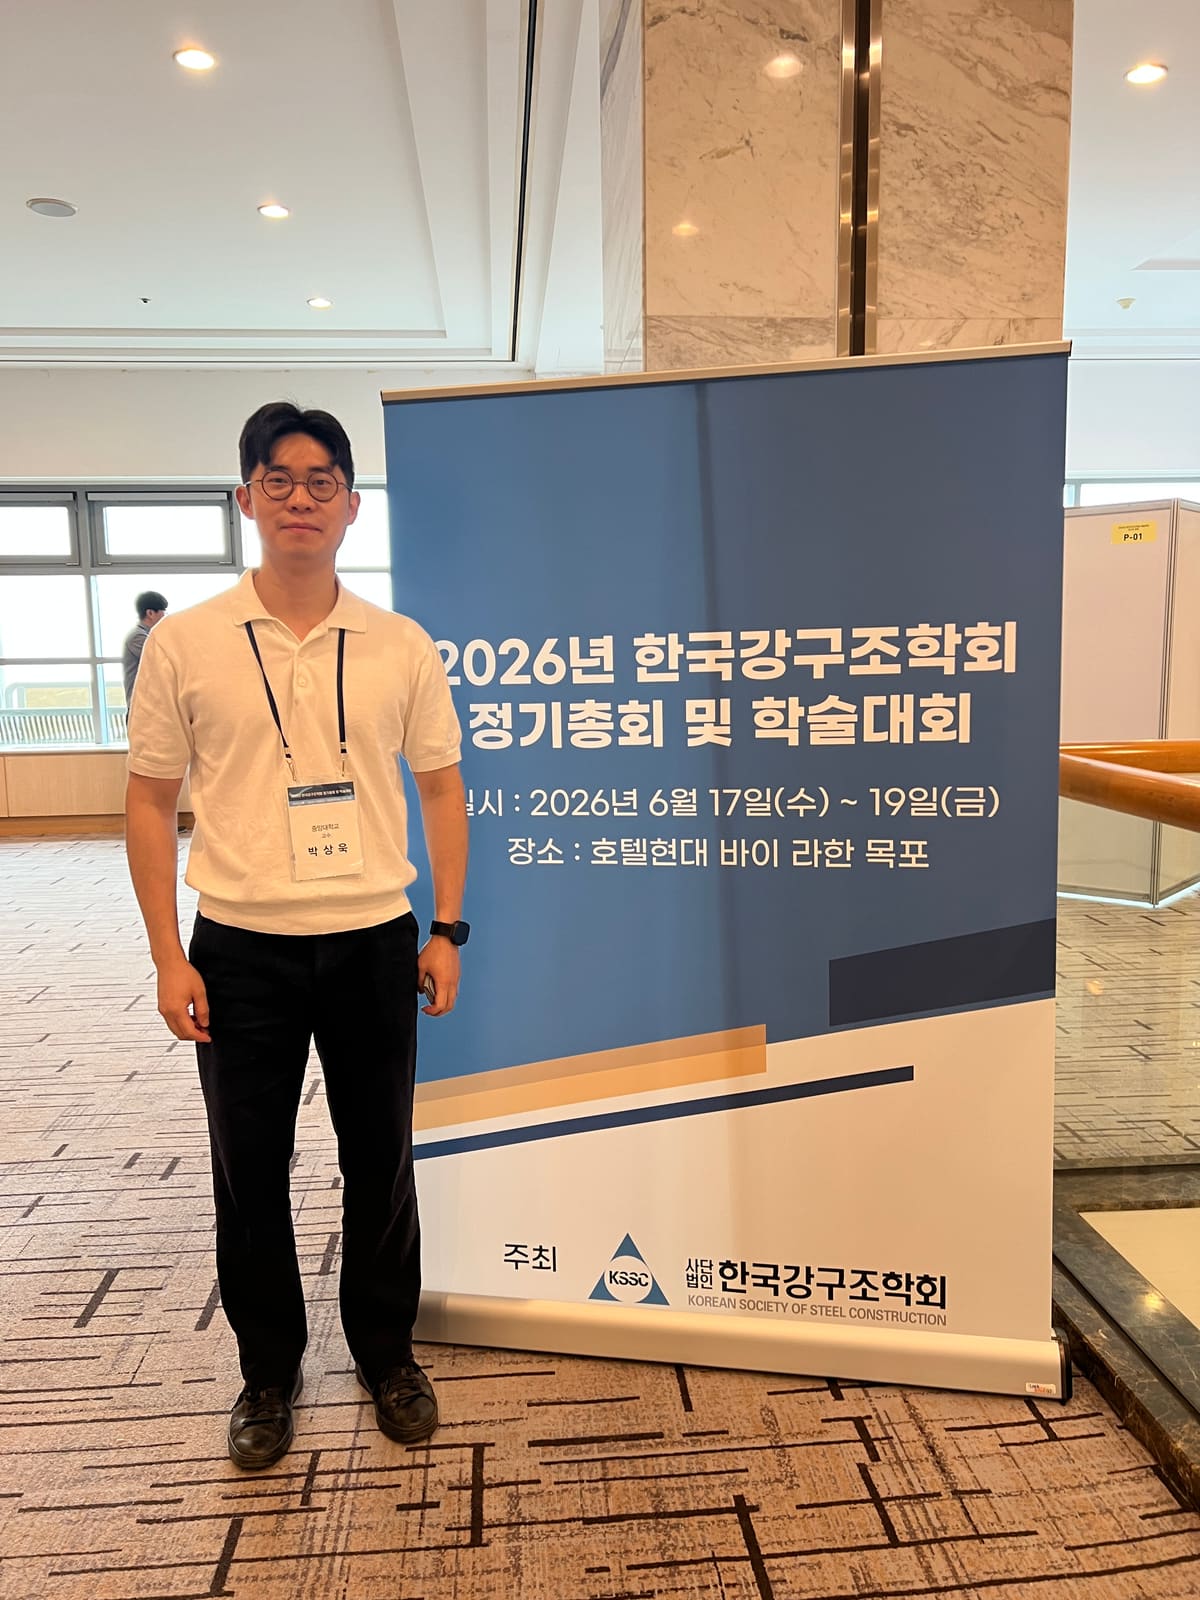 2026년 한국강구조학회
정기총회 및 학술대회
일시 : 2026년 6월 17일(수) ~ 19일(금)
장소 : 호텔현대 바이 라한 목포
주최
KSSC
사단
법인
한국강구조학회
KOREAN SOCIETY OF STEEL CONSTRUCTION
중앙대학교
교수
박 상 욱
P-01